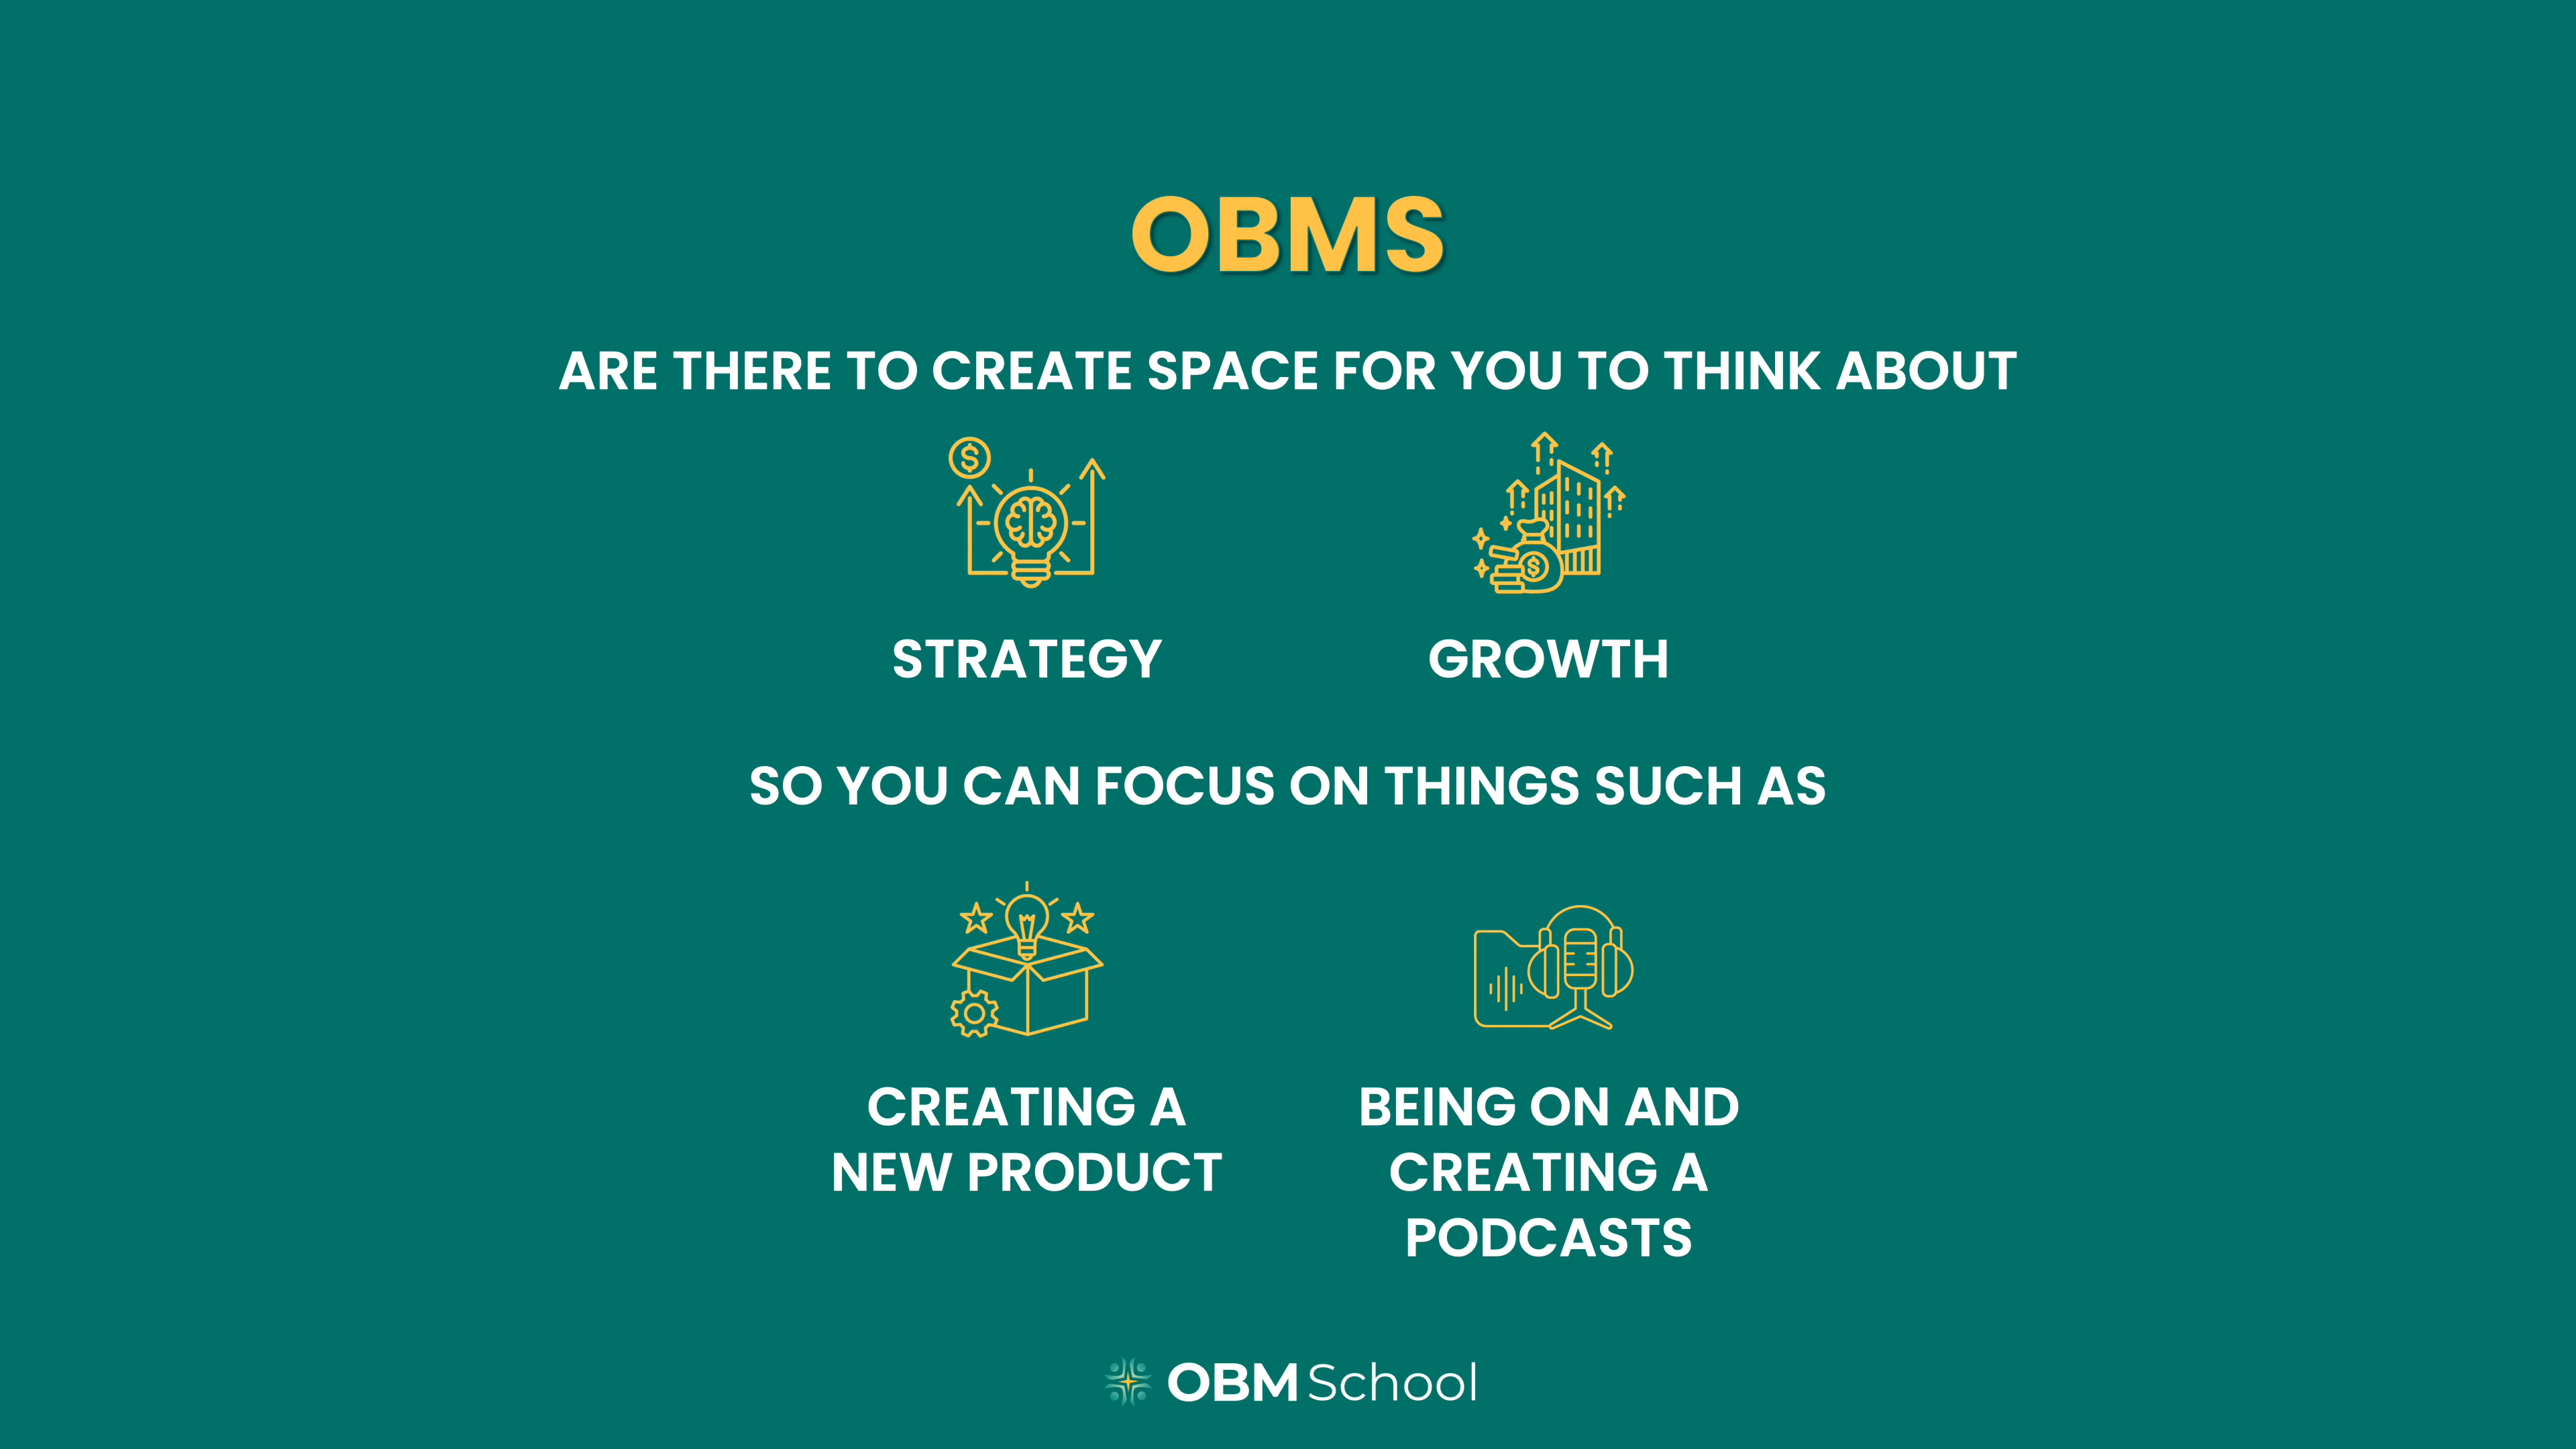 OBMS
ARE THERE TO CREATE SPACE FOR YOU TO THINK ABOUT
STRATEGY
GROWTH
SO YOU CAN FOCUS ON THINGS SUCH AS
CREATING A
NEW PRODUCT
BEING ON AND
CREATING A
PODCASTS
OBM School